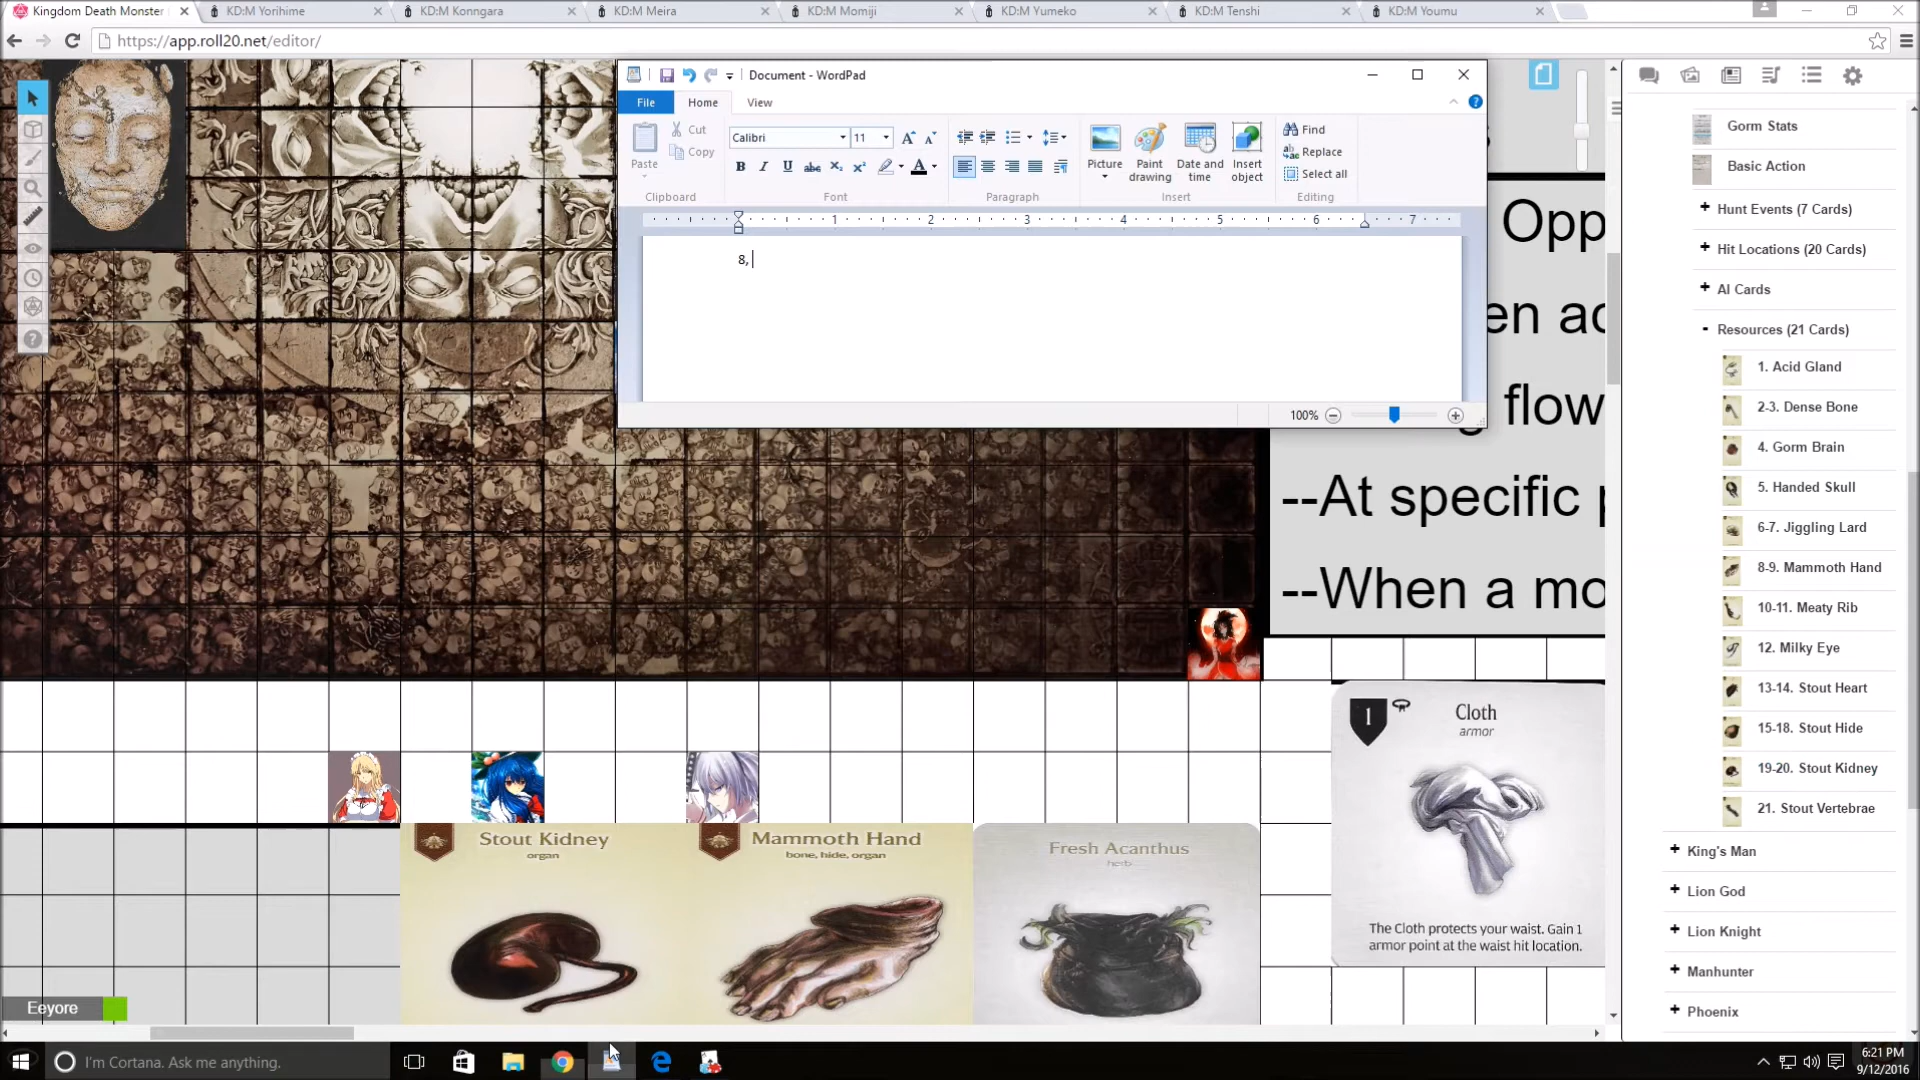 Kingdom Death Monster
KD:M Yorihime
KD:M Konngara
KD:M Meira
KD:M Momiji
KD:M Yumeko
KD:M Tenshi
KD:M Youmu
https://app.roll20.net/editor/
Document - WordPad
File
Home
View
Paste
Cut
Copy
Clipboard
Calibri
11
Font
Paragraph
Picture
Paint drawing
Date and time
Insert object
Insert
Find
Replace
Select all
Editing
1 2 3 4 5 6 7
8,
100%
Opp
en ac
flow
--At specific p
--When a mo
Gorm Stats
Basic Action
Hunt Events (7 Cards)
Hit Locations (20 Cards)
AI Cards
Resources (21 Cards)
1. Acid Gland
2-3. Dense Bone
4. Gorm Brain
5. Handed Skull
6-7. Jiggling Lard
8-9. Mammoth Hand
10-11. Meaty Rib
12. Milky Eye
13-14. Stout Heart
15-18. Stout Hide
19-20. Stout Kidney
21. Stout Vertebrae
King's Man
Lion God
Lion Knight
Manhunter
Phoenix
Stout Kidney
organ
Mammoth Hand
bone, hide, organ
Fresh Acanthus
herb
1
Cloth
armor
The Cloth protects your waist. Gain 1
armor point at the waist hit location.
Eeyore
I'm Cortana. Ask me anything.
6:21 PM
9/12/2016